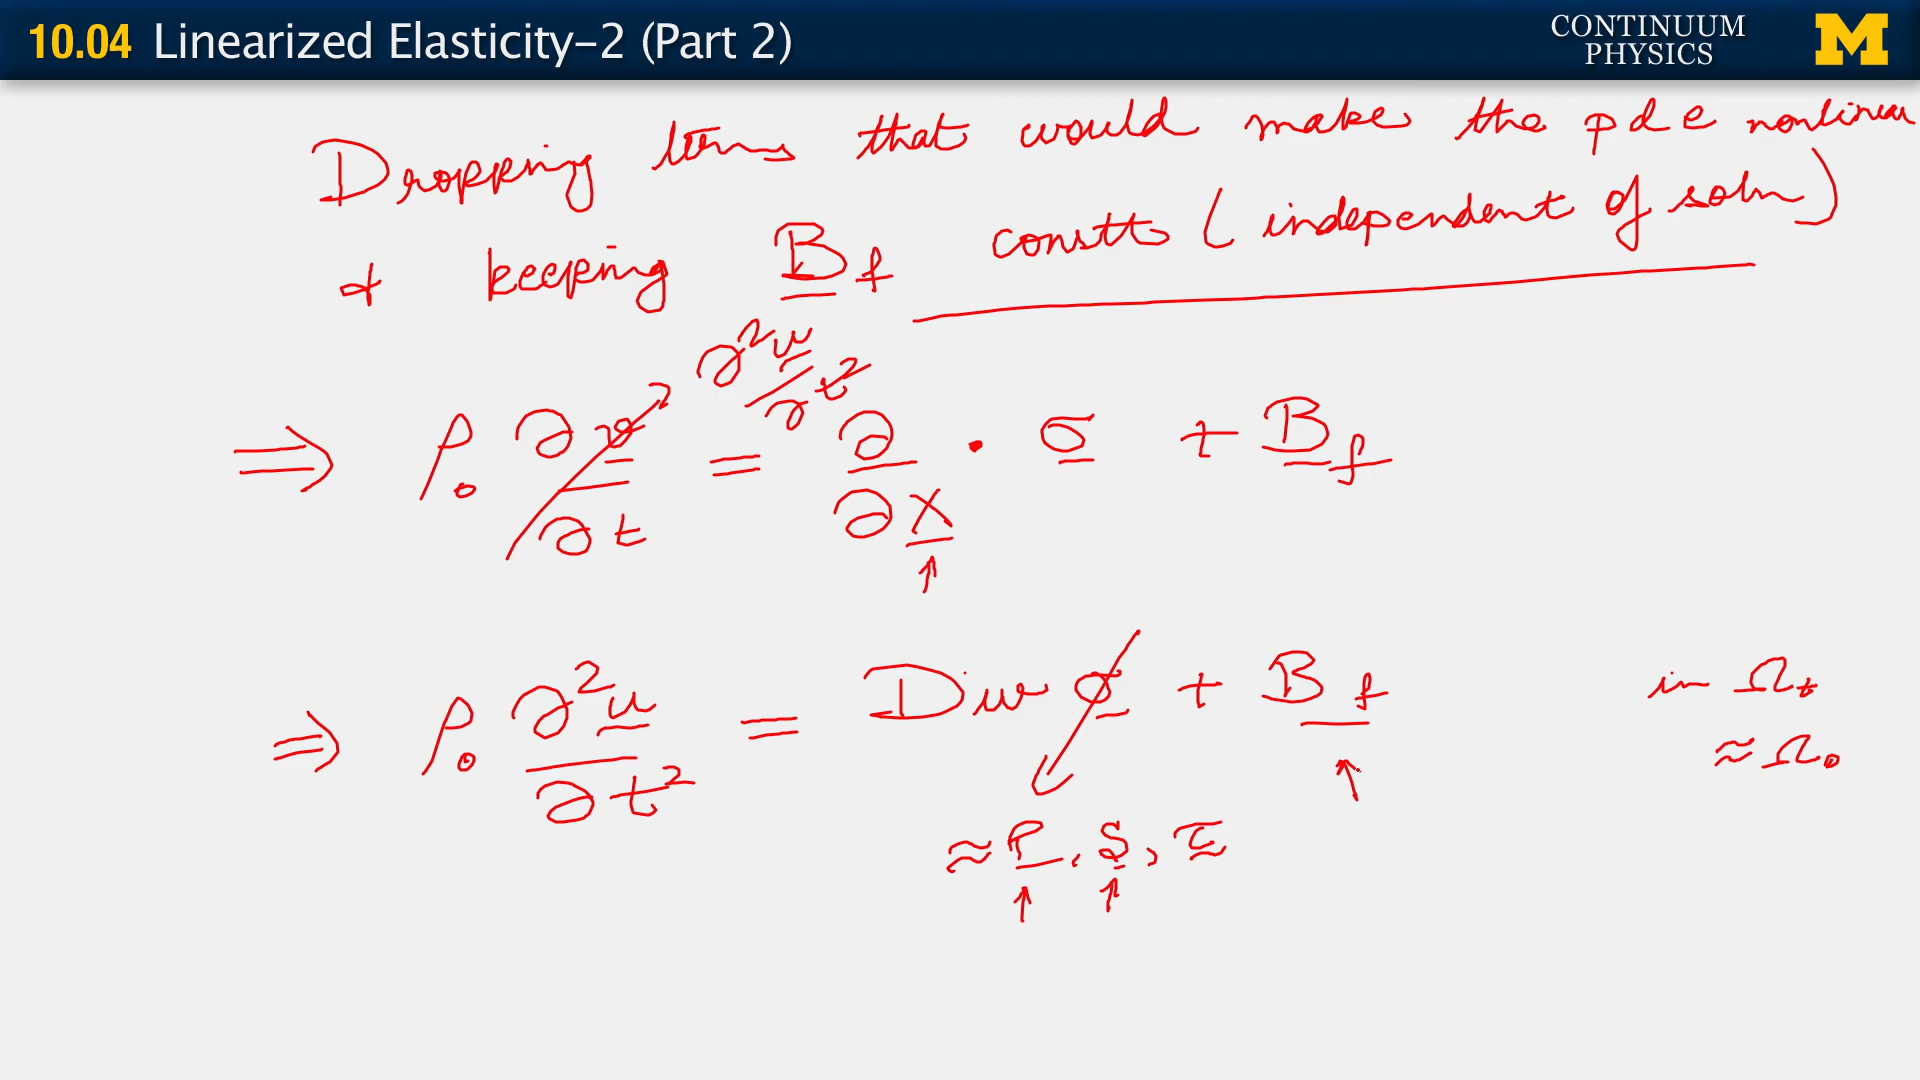 10.04 Linearized Elasticity-2 (Part 2)
CONTINUUM
PHYSICS
M
Dropping terms that would make the pde nonlinear
+ keeping B_f constt (independent of soln)
⇒ ρ₀ ∂v/∂t ∂²u/∂t² = ∂/∂X · σ + B_f
⇒ ρ₀ ∂²u/∂t² = Div σ + B_f in Ω_t
≈ Ω₀
≈ P, S, τ